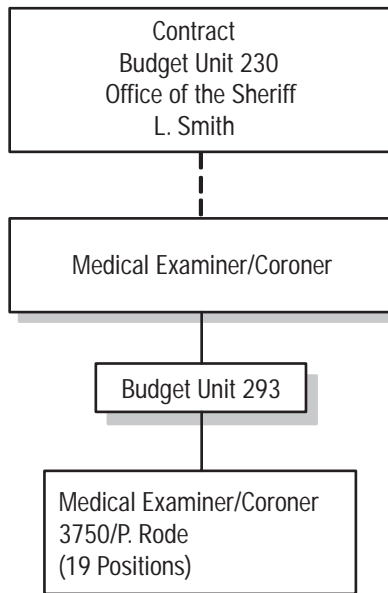 Contract
Budget Unit 230
Office of the Sheriff
L. Smith
Medical Examiner/Coroner
Budget Unit 293
Medical Examiner/Coroner
3750/P. Rode
(19 Positions)